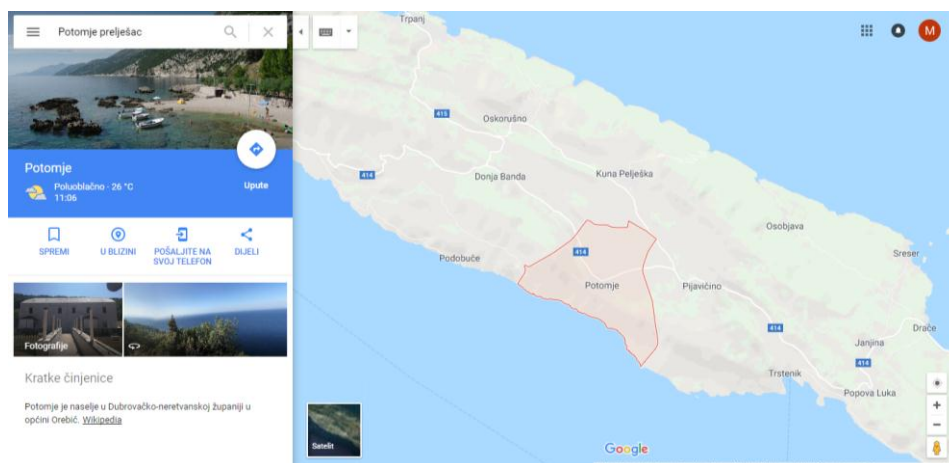 Potomje prelješac
Potomje
Poluoblačno · 26 °C
11:06
Upute
SPREMI
U BLIZINI
POŠALJITE NA
SVOJ TELEFON
DIJELI
Fotografije
Kratke činjenice
Potomje je naselje u Dubrovačko-neretvanskoj županiji u
općini Orebić. Wikipedia
Trpanj
415
Oskorušno
414
Donja Banda
Kuna Pelješka
Osobjava
Podobuče
414
Sreser
Potomje
Pijavičino
414
Drače
Janjina
414
Trstenik
Popova Luka
Satelit
Google
M